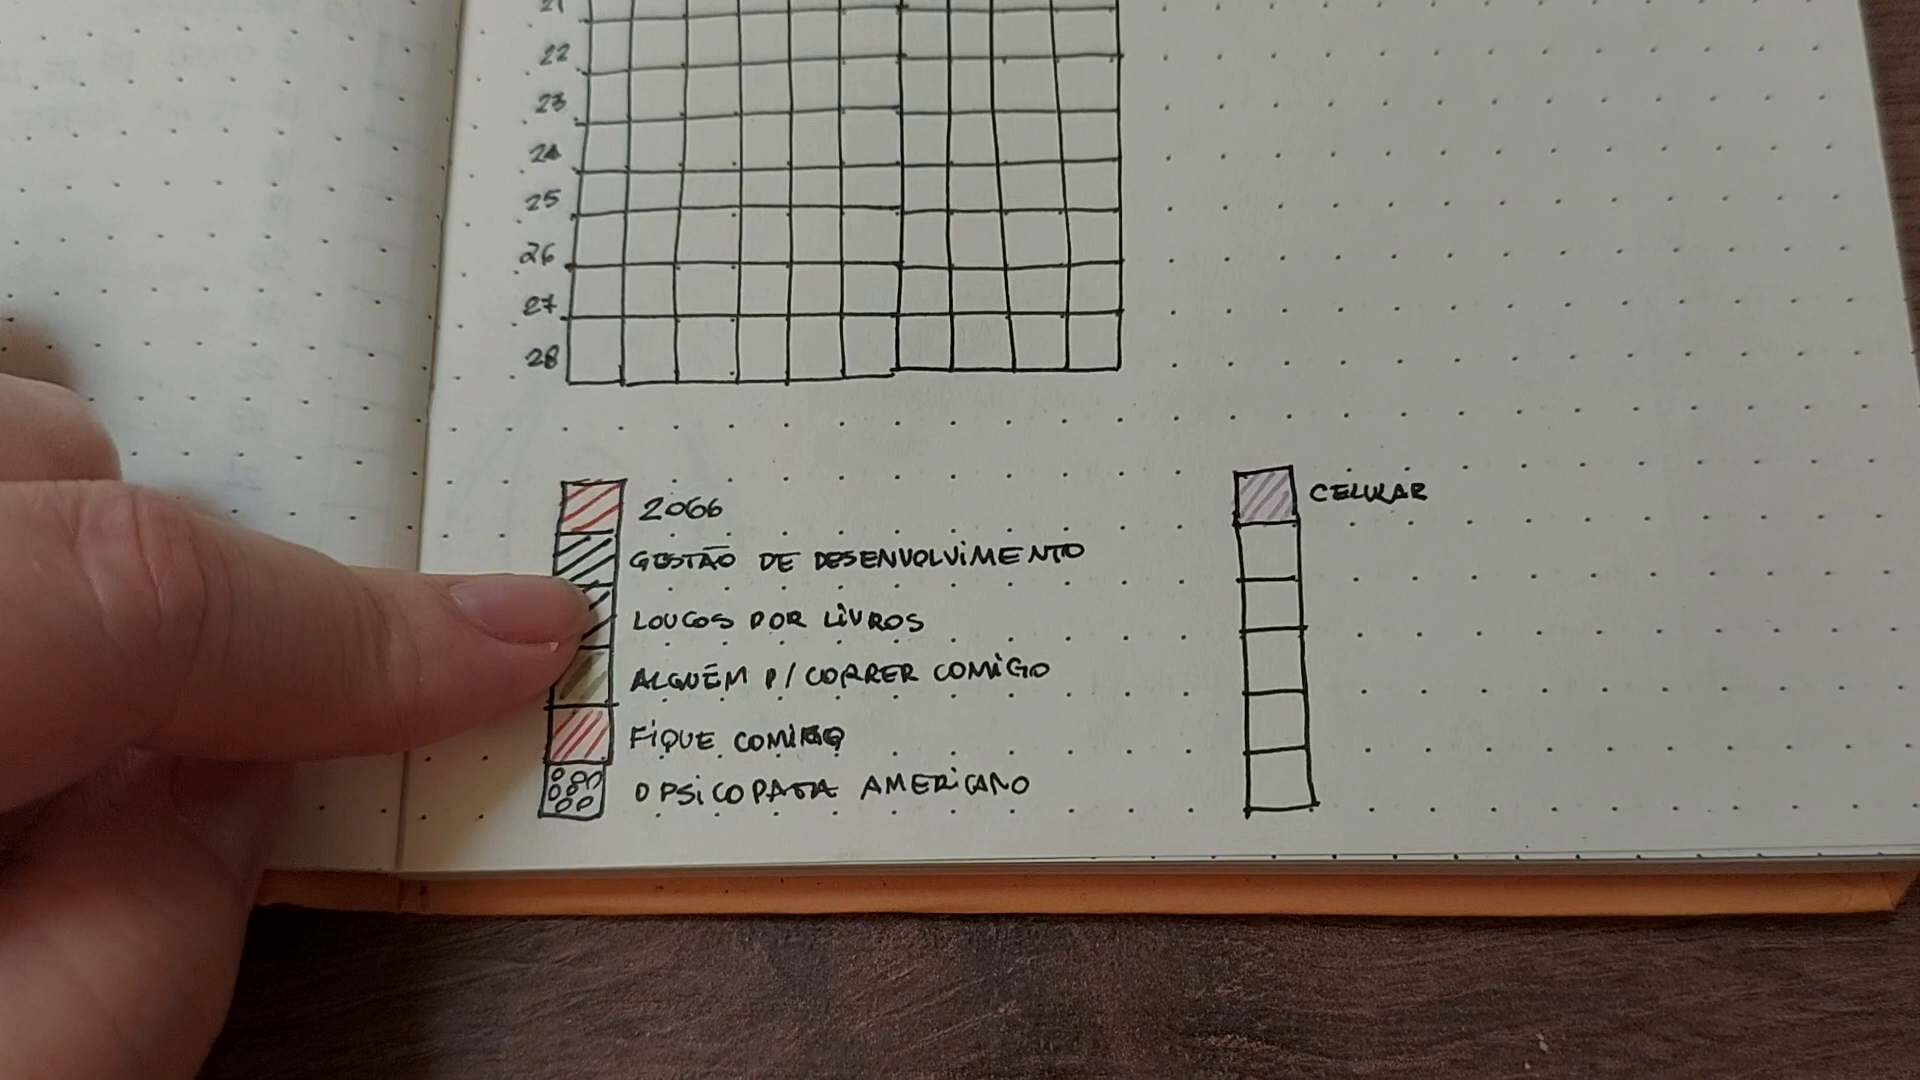 21
22
23
24
25
26
27
28
2066
GESTÃO DE DESENVOLVIMENTO
LOUCOS POR LIVROS
ALGUÉM P/ CORRER COMIGO
FIQUE COMIGO
O PSICOPATA AMERICANO
CELULAR